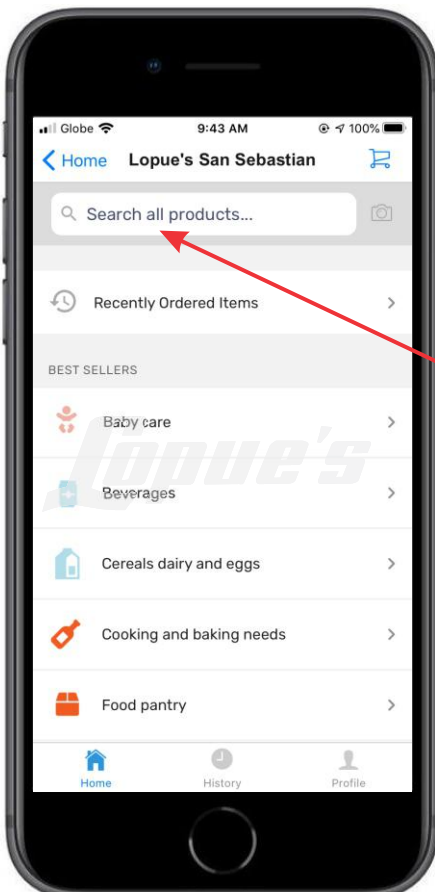 Globe 9:43 AM 100%
Home Lopue's San Sebastian
Search all products...
Recently Ordered Items
BEST SELLERS
Baby care
Lopue's
Beverages
Cereals dairy and eggs
Cooking and baking needs
Food pantry
Home History Profile